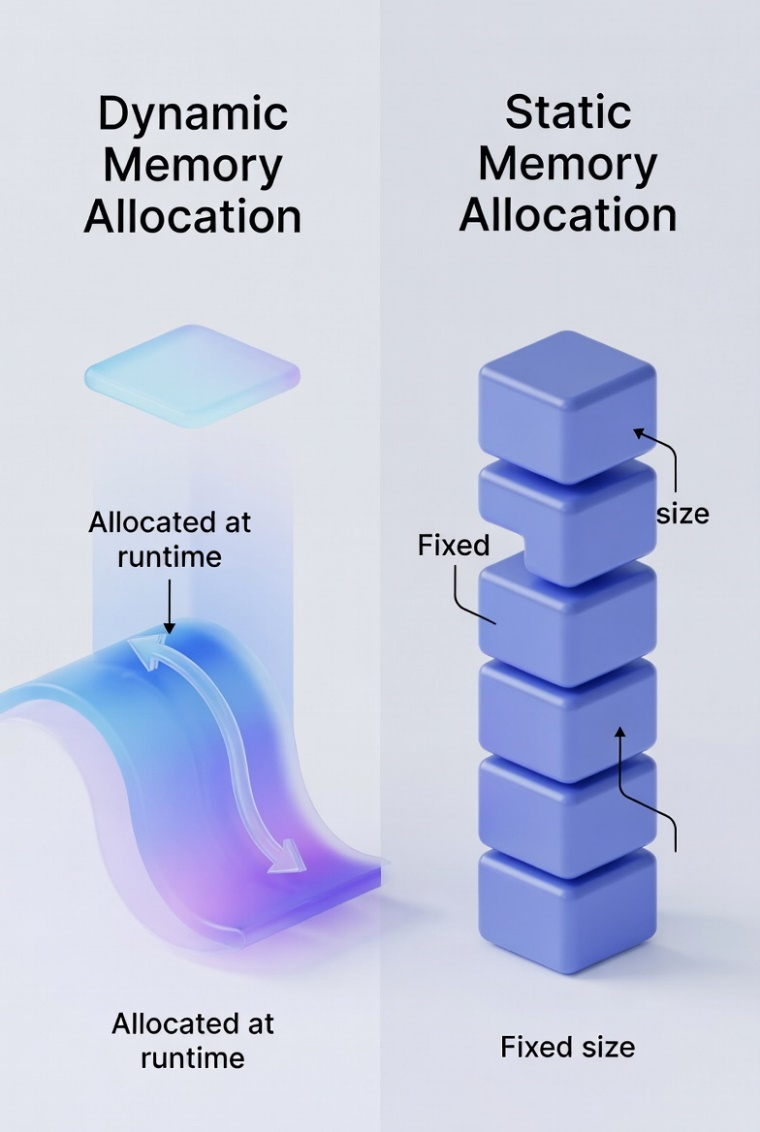 Dynamic
Memory
Allocation
Allocated at
runtime
Allocated at
runtime
Static
Memory
Allocation
size
Fixed
Fixed size